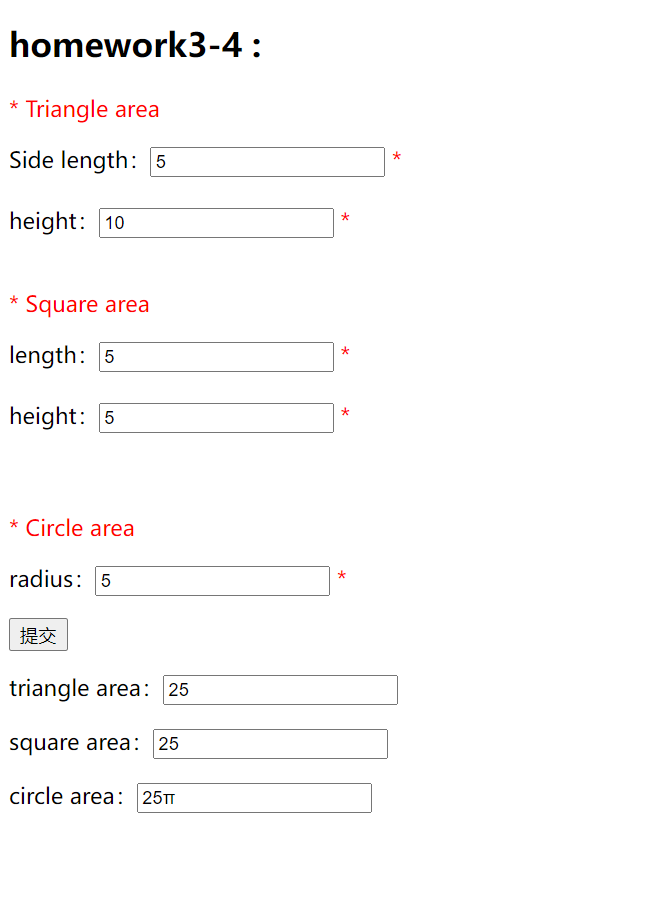 homework3-4 :
* Triangle area
Side length： 5 *
height： 10 *
* Square area
length： 5 *
height： 5 *
* Circle area
radius： 5 *
提交
triangle area： 25
square area： 25
circle area： 25π